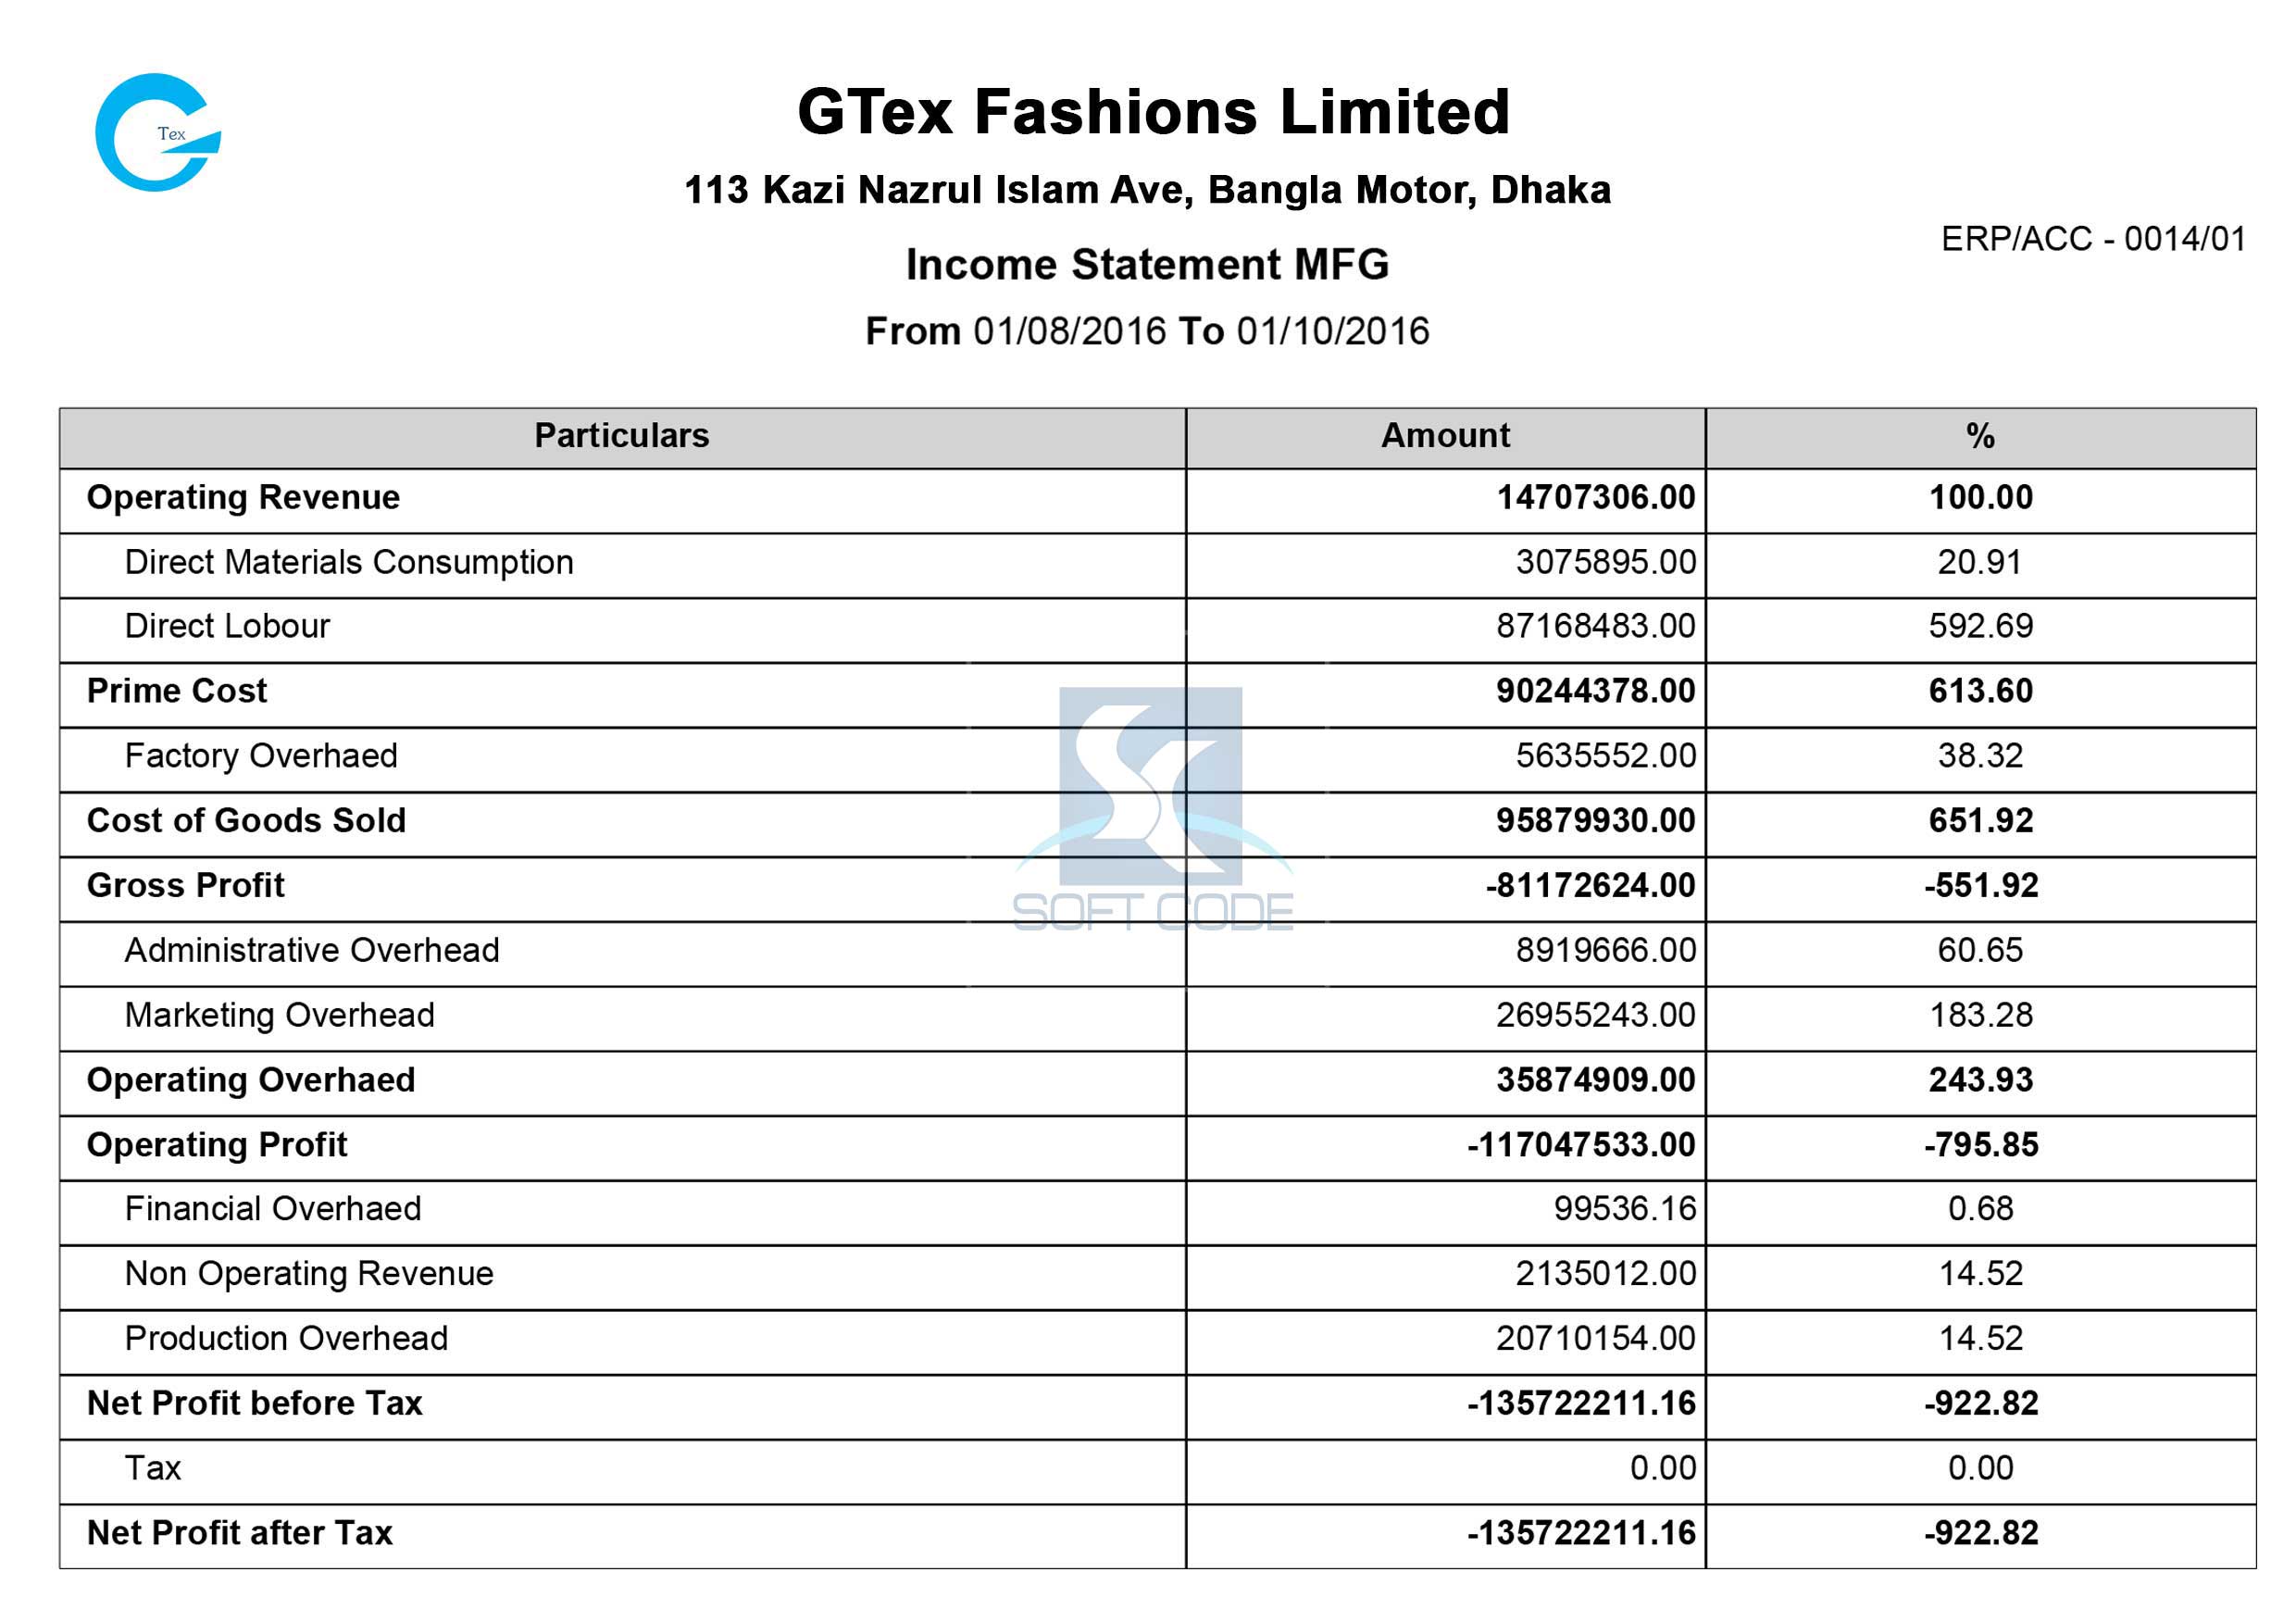 Tex
GTex Fashions Limited
113 Kazi Nazrul Islam Ave, Bangla Motor, Dhaka
ERP/ACC - 0014/01
Income Statement MFG
From 01/08/2016 To 01/10/2016
Particulars Amount %
Operating Revenue 14707306.00 100.00
Direct Materials Consumption 3075895.00 20.91
Direct Lobour 87168483.00 592.69
Prime Cost 90244378.00 613.60
Factory Overhaed 5635552.00 38.32
Cost of Goods Sold 95879930.00 651.92
Gross Profit -81172624.00 -551.92
SOFT CODE
Administrative Overhead 8919666.00 60.65
Marketing Overhead 26955243.00 183.28
Operating Overhaed 35874909.00 243.93
Operating Profit -117047533.00 -795.85
Financial Overhaed 99536.16 0.68
Non Operating Revenue 2135012.00 14.52
Production Overhead 20710154.00 14.52
Net Profit before Tax -135722211.16 -922.82
Tax 0.00 0.00
Net Profit after Tax -135722211.16 -922.82